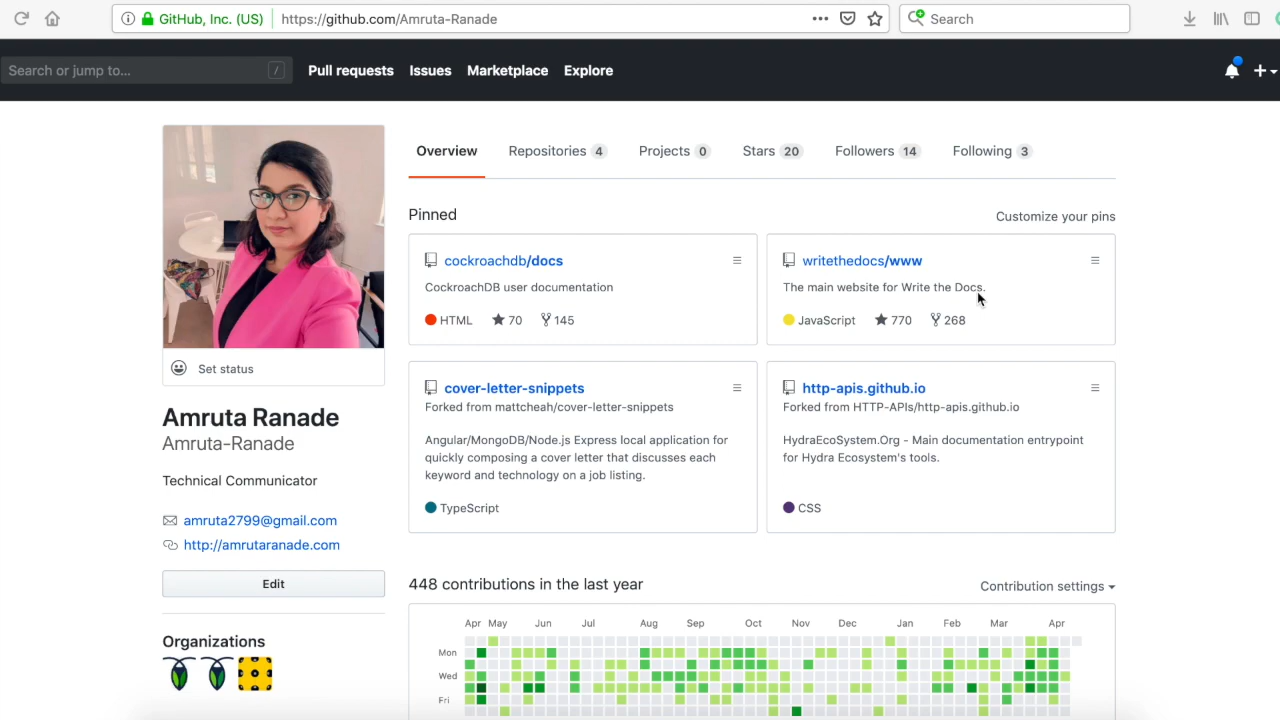 GitHub, Inc. (US)
https://github.com/Amruta-Ranade
Search
Search or jump to...
/
Pull requests
Issues
Marketplace
Explore
Overview
Repositories 4
Projects 0
Stars 20
Followers 14
Following 3
Pinned
Customize your pins
cockroachdb/docs
CockroachDB user documentation
HTML 70 145
writethedocs/www
The main website for Write the Docs.
JavaScript 770 268
cover-letter-snippets
Forked from mattcheah/cover-letter-snippets
Angular/MongoDB/Node.js Express local application for
quickly composing a cover letter that discusses each
keyword and technology on a job listing.
TypeScript
http-apis.github.io
Forked from HTTP-APIs/http-apis.github.io
HydraEcoSystem.Org - Main documentation entrypoint
for Hydra Ecosystem's tools.
CSS
Set status
Amruta Ranade
Amruta-Ranade
Technical Communicator
amruta2799@gmail.com
http://amrutaranade.com
Edit
Organizations
448 contributions in the last year
Contribution settings
Apr May Jun Jul Aug Sep Oct Nov Dec Jan Feb Mar Apr
Mon
Wed
Fri